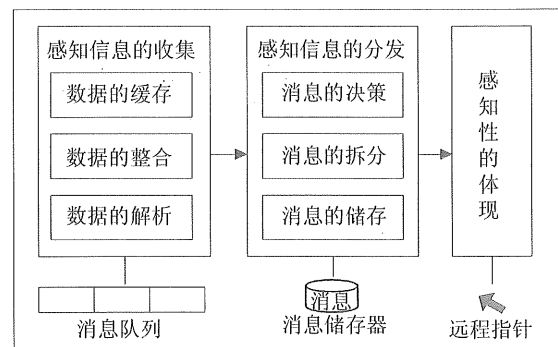 感知信息的收集
数据的缓存
数据的整合
数据的解析
消息队列
感知信息的分发
消息的决策
消息的拆分
消息的储存
消息
消息储存器
感知性的体现
远程指针